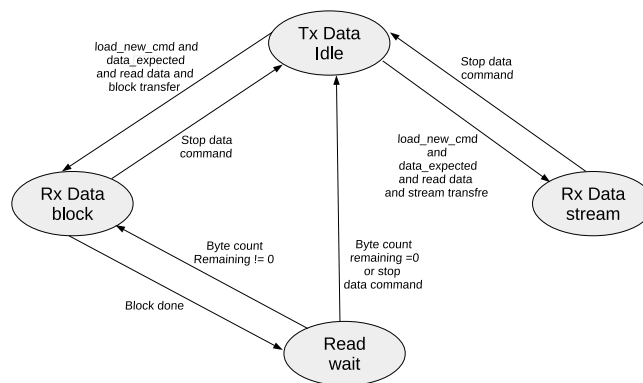 Tx Data
Idle
load_new_cmd and
data_expected
and read data and
block transfer
Stop data
command
Stop data
command
load_new_cmd
and
data_expected
and read data
and stream transfre
Rx Data
block
Rx Data
stream
Byte count
Remaining != 0
Byte count
remaining =0
or stop
data command
Block done
Read
wait